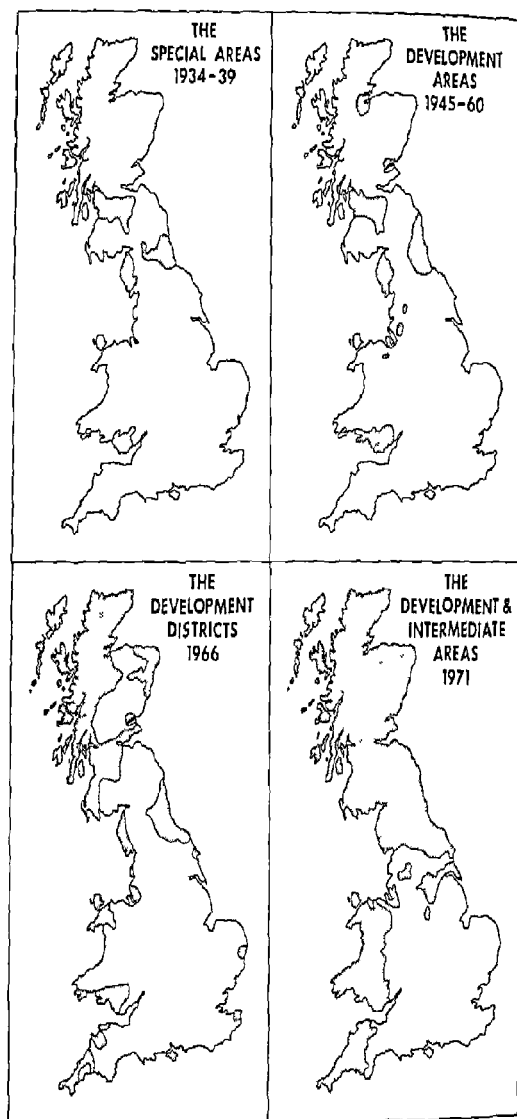 THE
SPECIAL AREAS
1934-39
THE
DEVELOPMENT
AREAS
1945-60
THE
DEVELOPMENT
DISTRICTS
1966
THE
DEVELOPMENT &
INTERMEDIATE
AREAS
1971